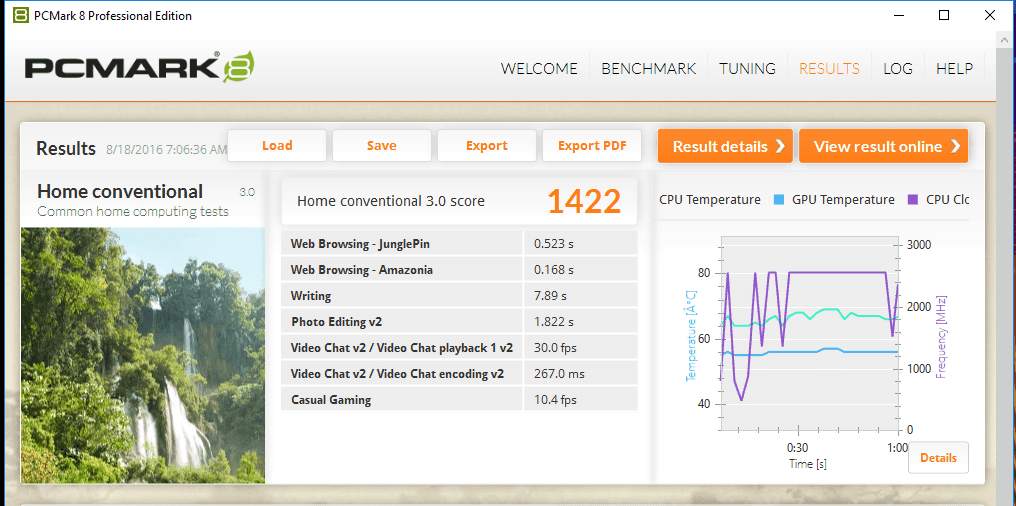 PCMark 8 Professional Edition
PCMARK® 8
WELCOME BENCHMARK TUNING RESULTS LOG HELP
Results 8/18/2016 7:06:36 AM Load Save Export Export PDF Result details View result online
Home conventional 3.0
Common home computing tests
Home conventional 3.0 score 1422
Web Browsing - JunglePin 0.523 s
Web Browsing - Amazonia 0.168 s
Writing 7.89 s
Photo Editing v2 1.822 s
Video Chat v2 / Video Chat playback 1 v2 30.0 fps
Video Chat v2 / Video Chat encoding v2 267.0 ms
Casual Gaming 10.4 fps
CPU Temperature GPU Temperature CPU Clo
Temperature [Â°C]
80
60
40
3000
2000
1000
0
Frequency [MHz]
0:30 1:00
Time [s]
Details